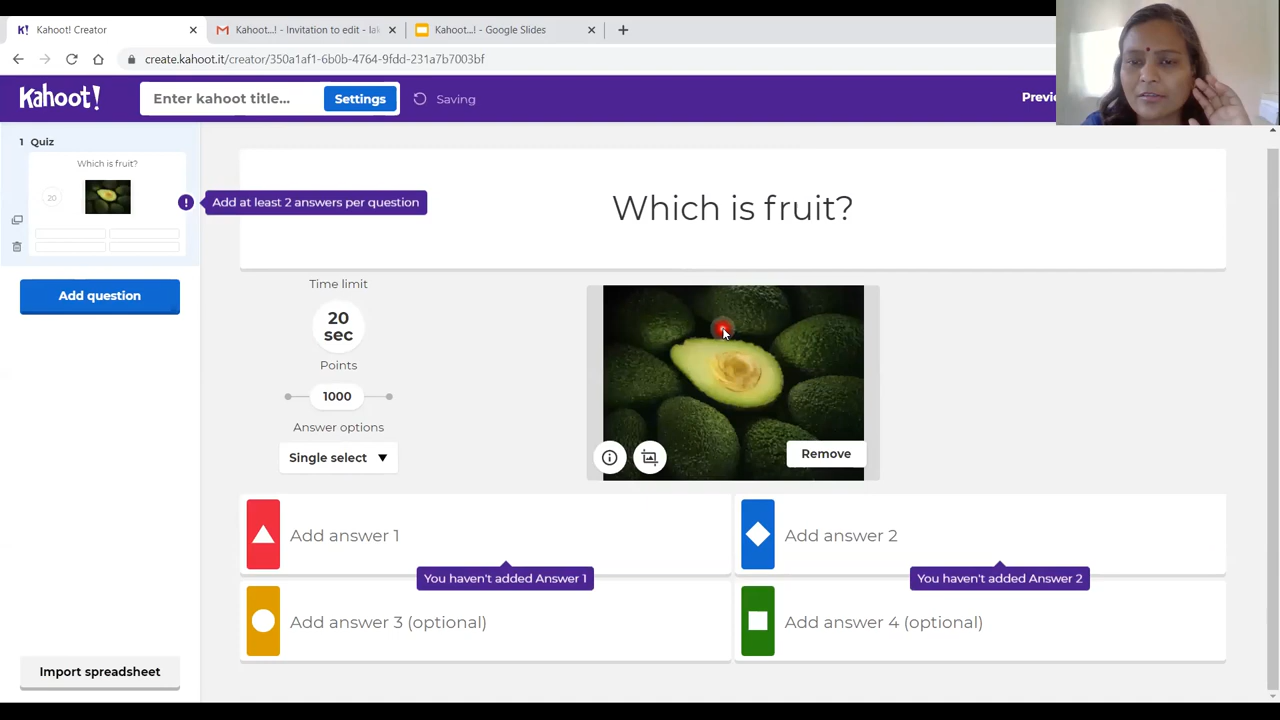 Kahoot! Creator
Kahoot...! - Invitation to edit - la
Kahoot...! - Google Slides
create.kahoot.it/creator/350a1af1-6b0b-4764-9fdd-231a7b7003bf
Kahoot!
Enter kahoot title...
Settings
Saving
Previ
1 Quiz
Which is fruit?
20
Add at least 2 answers per question
Add question
Import spreadsheet
Which is fruit?
Time limit
20
sec
Points
1000
Answer options
Single select
Remove
Add answer 1
You haven't added Answer 1
Add answer 2
You haven't added Answer 2
Add answer 3 (optional)
Add answer 4 (optional)